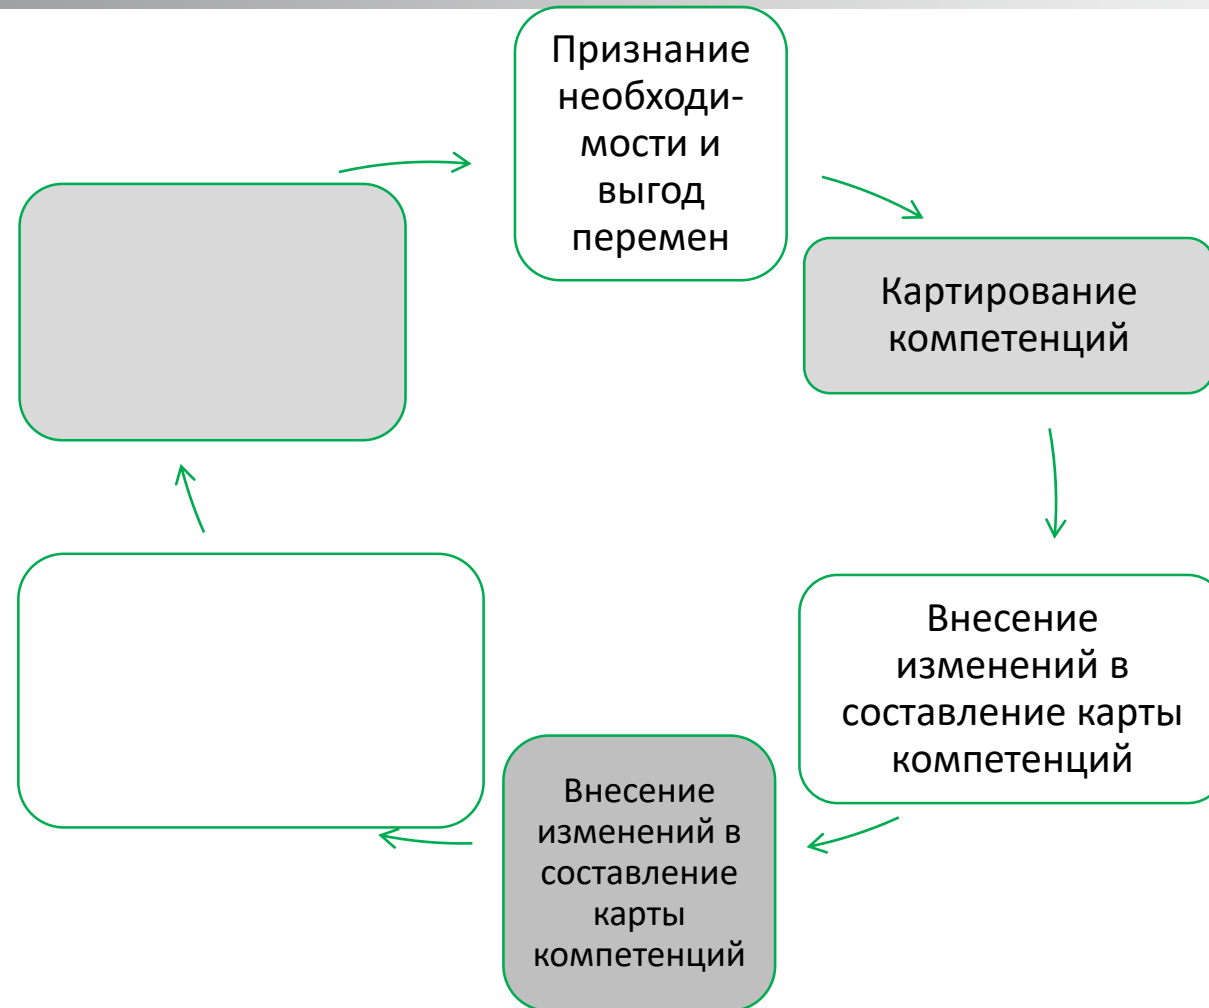 Признание
необходи-
мости и
выгод
перемен
Картирование
компетенций
Внесение
изменений в
составление карты
компетенций
Внесение
изменений в
составление
карты
компетенций